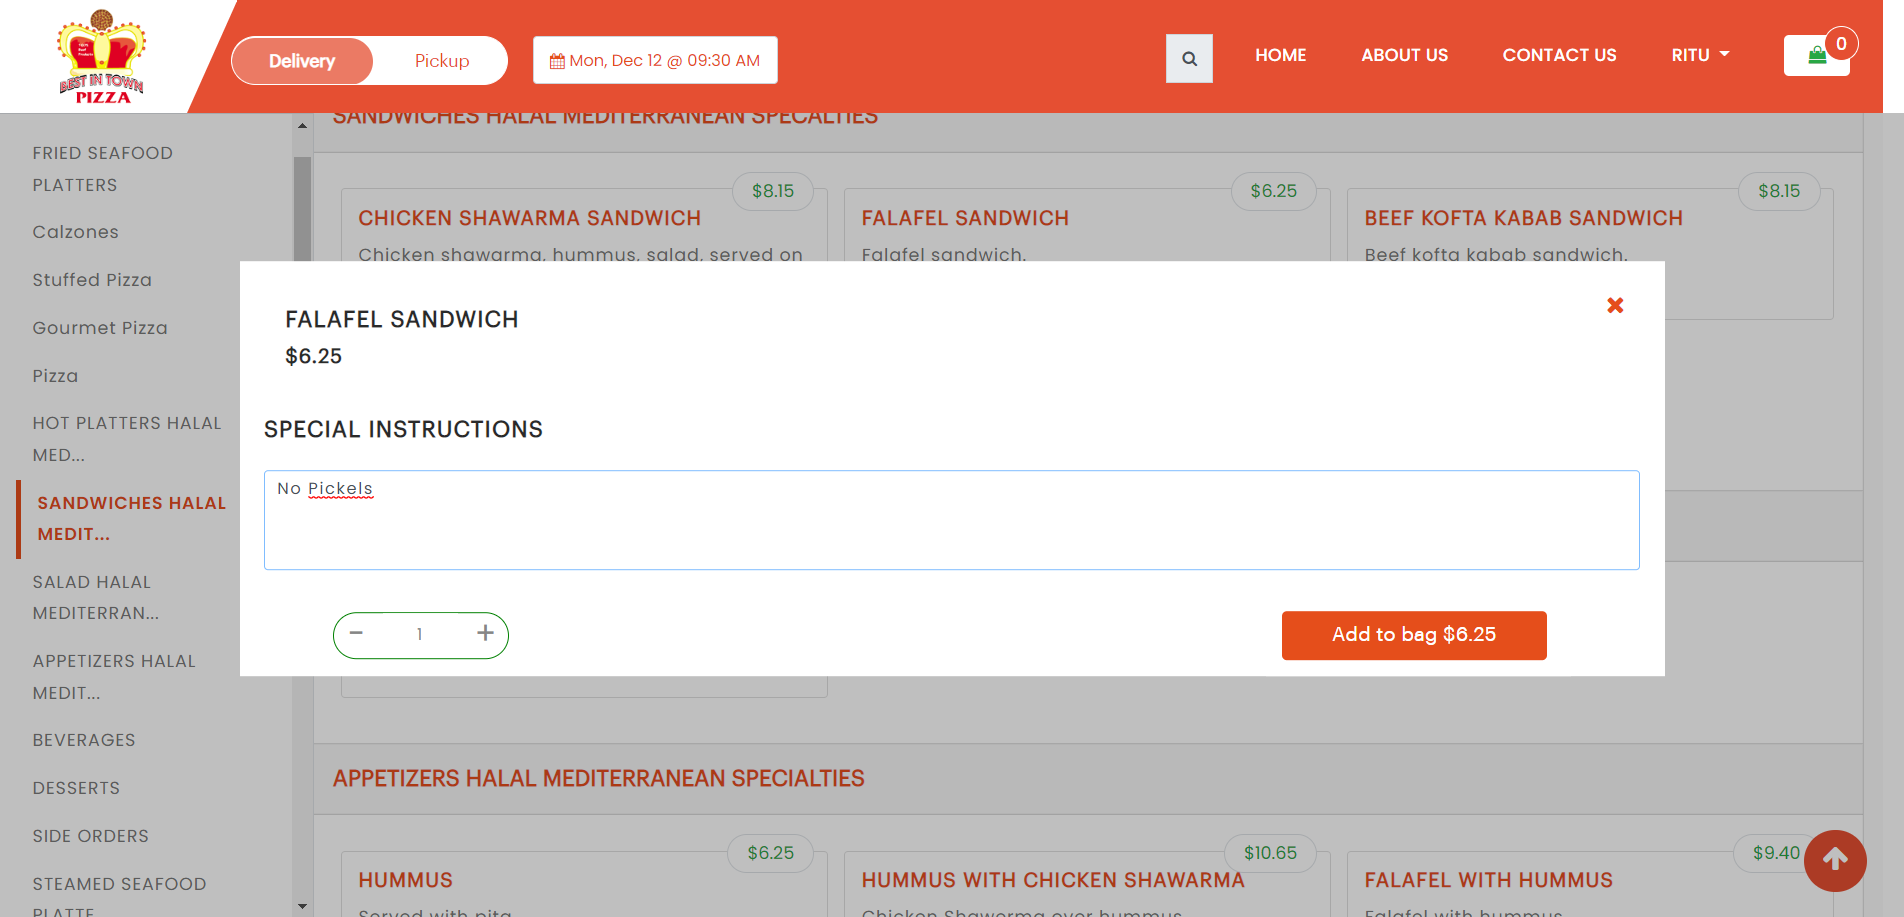 BEST IN TOWN
PIZZA
Delivery
Pickup
Mon, Dec 12 @ 09:30 AM
HOME
ABOUT US
CONTACT US
RITU
0
FRIED SEAFOOD
PLATTERS
Calzones
Stuffed Pizza
Gourmet Pizza
Pizza
HOT PLATTERS HALAL
MED...
SANDWICHES HALAL
MEDIT...
SALAD HALAL
MEDITERRAN...
APPETIZERS HALAL
MEDIT...
BEVERAGES
DESSERTS
SIDE ORDERS
STEAMED SEAFOOD
PLATTE
SANDWICHES HALAL MEDITERRANEAN SPECIALTIES
$8.15
CHICKEN SHAWARMA SANDWICH
Chicken shawarma, hummus, salad, served on
$6.25
FALAFEL SANDWICH
Falafel sandwich.
$8.15
BEEF KOFTA KABAB SANDWICH
Beef kofta kabab sandwich.
FALAFEL SANDWICH
$6.25
SPECIAL INSTRUCTIONS
No Pickels
1
Add to bag $6.25
APPETIZERS HALAL MEDITERRANEAN SPECIALTIES
$6.25
HUMMUS
Served with pita
$10.65
HUMMUS WITH CHICKEN SHAWARMA
Chicken Shawerma over hummus
$9.40
FALAFEL WITH HUMMUS
Falafel with hummus